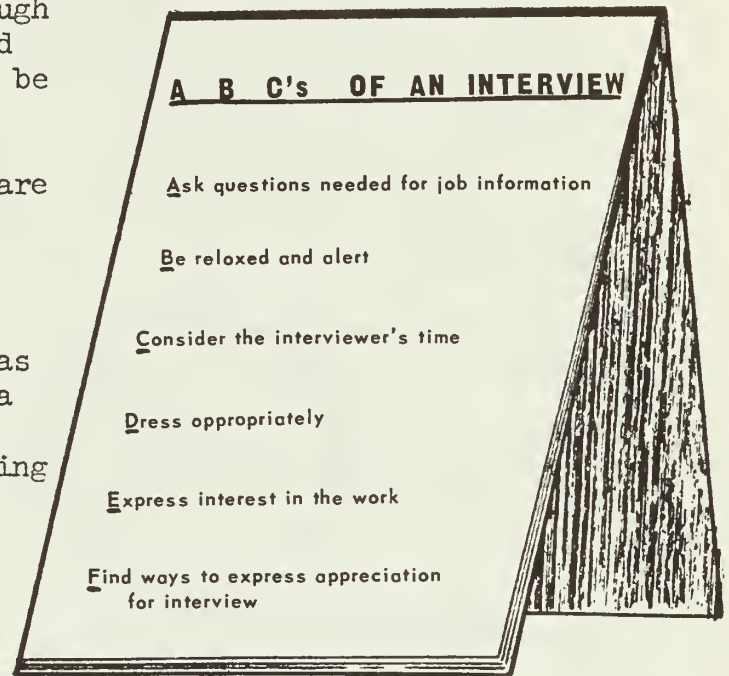 ugh
d
be
are
as
a
ing
A B C's OF AN INTERVIEW
Ask questions needed for job information
Be reloxed and alert
Consider the interviewer's time
Dress oppropriately
Express interest in the work
Find ways to express appreciation
for interview